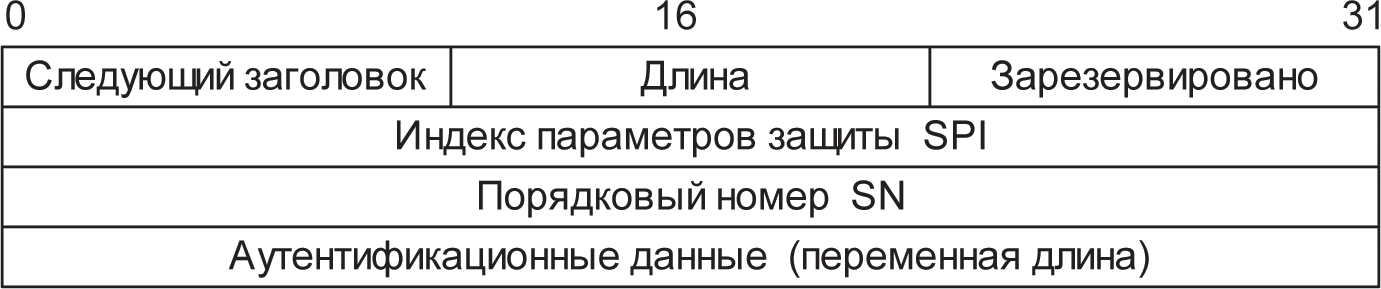 0 16 31
Следующий заголовок Длина Зарезервировано
Индекс параметров защиты SPI
Порядковый номер SN
Аутентификационные данные (переменная длина)